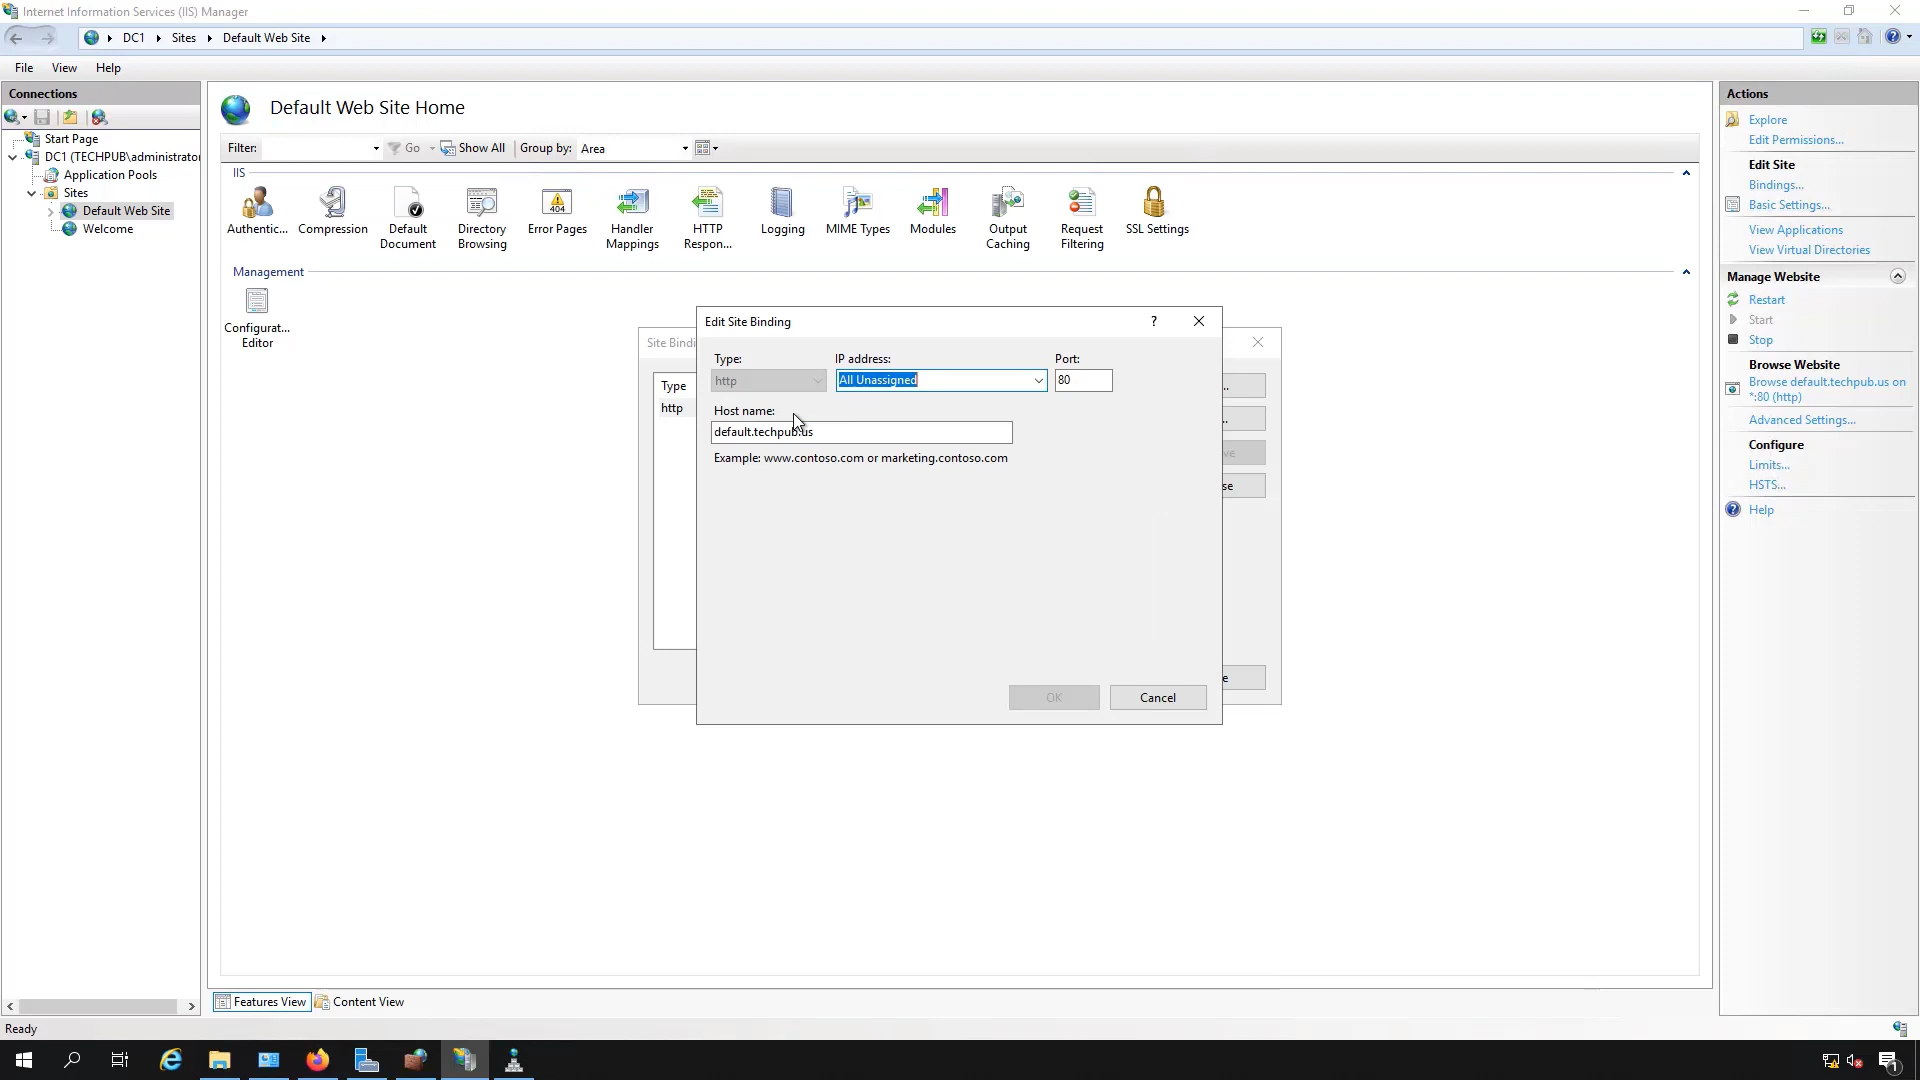 Internet Information Services (IIS) Manager
DC1 Sites Default Web Site
File View Help
Connections
Start Page
DC1 (TECHPUB\administrator
Application Pools
Sites
Default Web Site
Welcome
Default Web Site Home
Filter: Go Show All Group by: Area
IIS
Authentic... Compression Default Document Directory Browsing Error Pages Handler Mappings HTTP Respon... Logging MIME Types Modules Output Caching Request Filtering SSL Settings
404
Management
Configurat... Editor
Site Bindi
Type
http
Edit Site Binding ?
Type: IP address: Port:
http All Unassigned 80
Host name:
default.techpub.us
Example: www.contoso.com or marketing.contoso.com
OK Cancel
...
...
ve
se
e
Actions
Explore
Edit Permissions...
Edit Site
Bindings...
Basic Settings...
View Applications
View Virtual Directories
Manage Website
Restart
Start
Stop
Browse Website
Browse default.techpub.us on
*:80 (http)
Advanced Settings...
Configure
Limits...
HSTS...
Help
Features View Content View
Ready
1